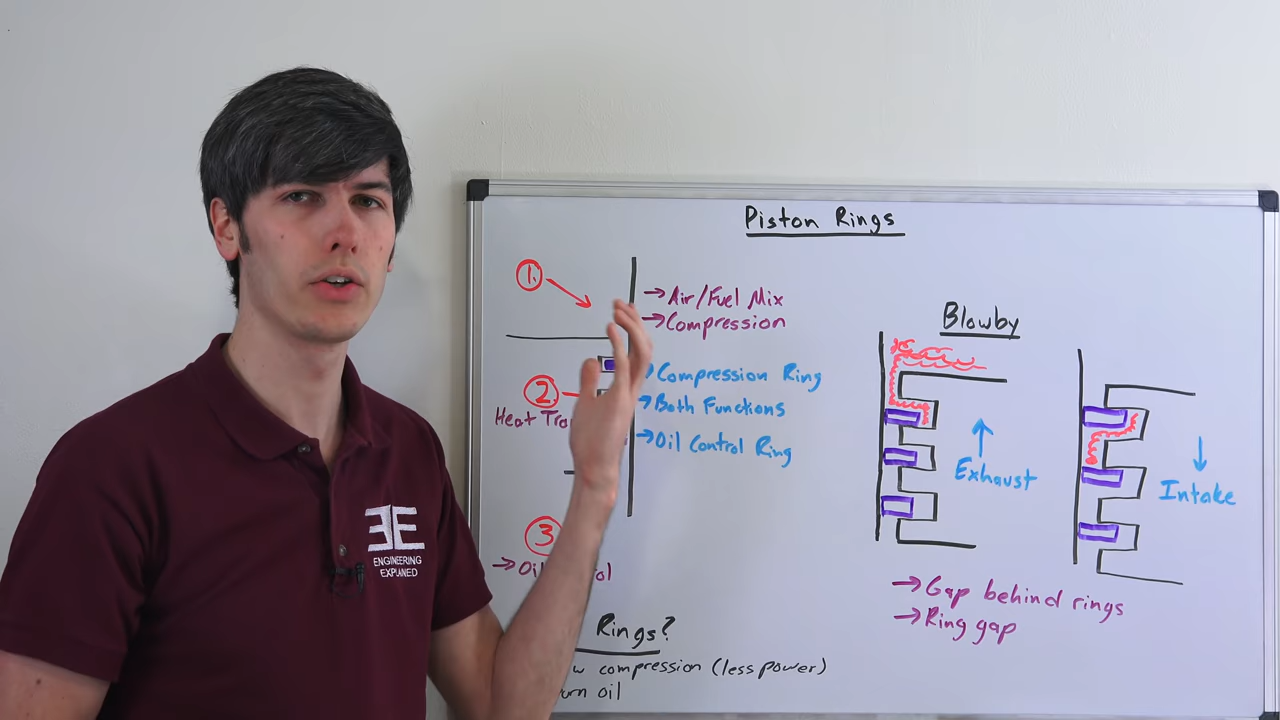 Piston Rings
1.
→ Air/Fuel Mix
→ Compression
Compression Ring
2
→ Both Functions
Heat
→ Oil Control Ring
3
→
Rings?
compression (less power)
oil
Blowby
Exhaust
Intake
→ Gap behind rings
→ Ring gap
ENGINEERING
EXPLAINED